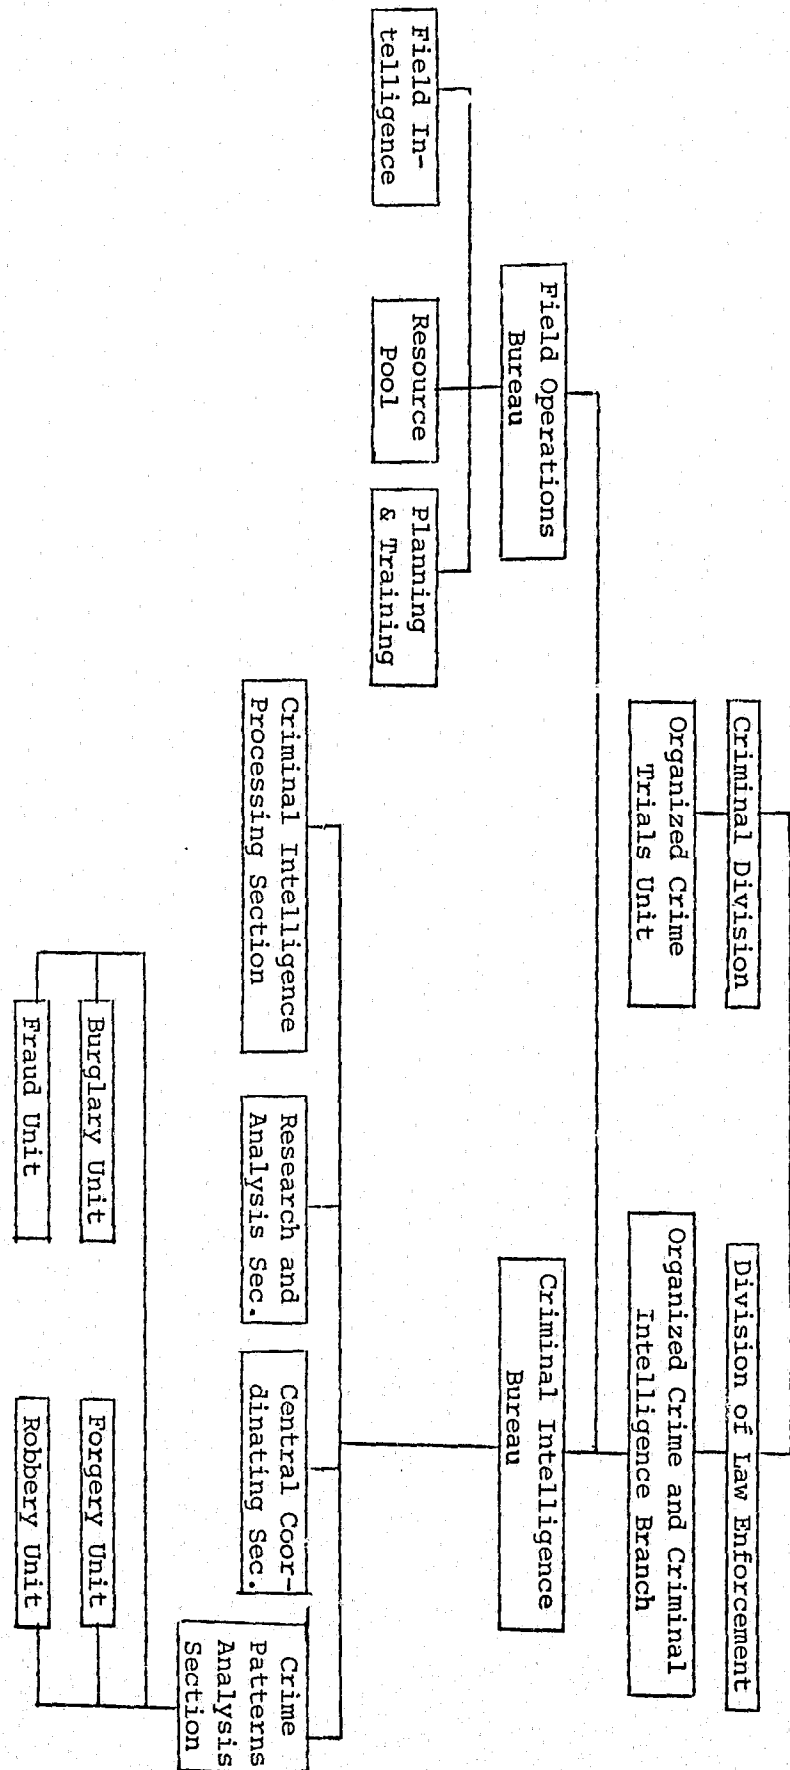 Criminal Division
Division of Law Enforcement
Organized Crime
Trials Unit
Organized Crime and Criminal
Intelligence Branch
Field Operations
Bureau
Criminal Intelligence
Bureau
Field In-
telligence
Resource
Pool
Planning
& Training
Criminal Intelligence
Processing Section
Research and
Analysis Sec.
Central Coor-
dinating Sec.
Crime
Patterns
Analysis
Section
Burglary Unit
Forgery Unit
Fraud Unit
Robbery Unit